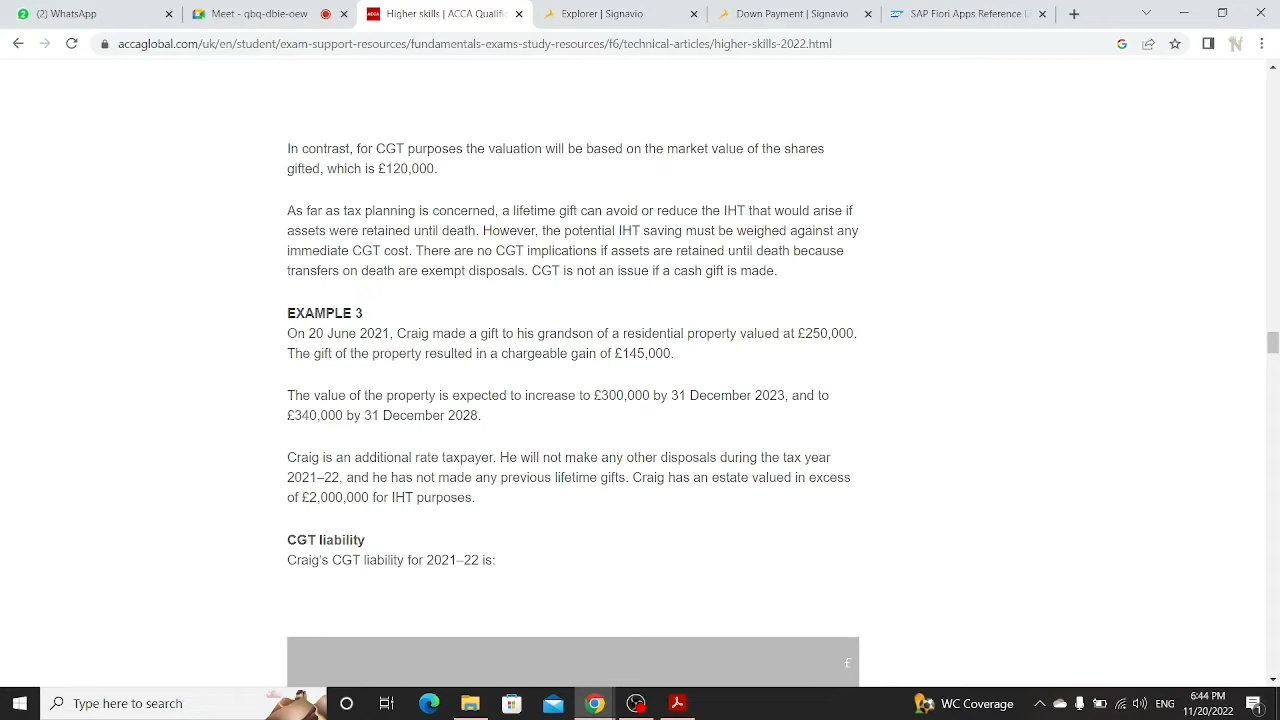 (2) WhatsApp
Meet - qbq-dbie-oew
Higher skills | ACCA Qualific
Explorer | Signavio
Down Payment | Signavio
SAP Fiori Apps Reference Li
accaglobal.com/uk/en/student/exam-support-resources/fundamentals-exams-study-resources/f6/technical-articles/higher-skills-2022.html
In contrast, for CGT purposes the valuation will be based on the market value of the shares
gifted, which is £120,000.
As far as tax planning is concerned, a lifetime gift can avoid or reduce the IHT that would arise if
assets were retained until death. However, the potential IHT saving must be weighed against any
immediate CGT cost. There are no CGT implications if assets are retained until death because
transfers on death are exempt disposals. CGT is not an issue if a cash gift is made.
EXAMPLE 3
On 20 June 2021, Craig made a gift to his grandson of a residential property valued at £250,000.
The gift of the property resulted in a chargeable gain of £145,000.
The value of the property is expected to increase to £300,000 by 31 December 2023, and to
£340,000 by 31 December 2028.
Craig is an additional rate taxpayer. He will not make any other disposals during the tax year
2021–22, and he has not made any previous lifetime gifts. Craig has an estate valued in excess
of £2,000,000 for IHT purposes.
CGT liability
Craig's CGT liability for 2021–22 is:
£
Type here to search
WC Coverage
ENG
6:44 PM
11/20/2022